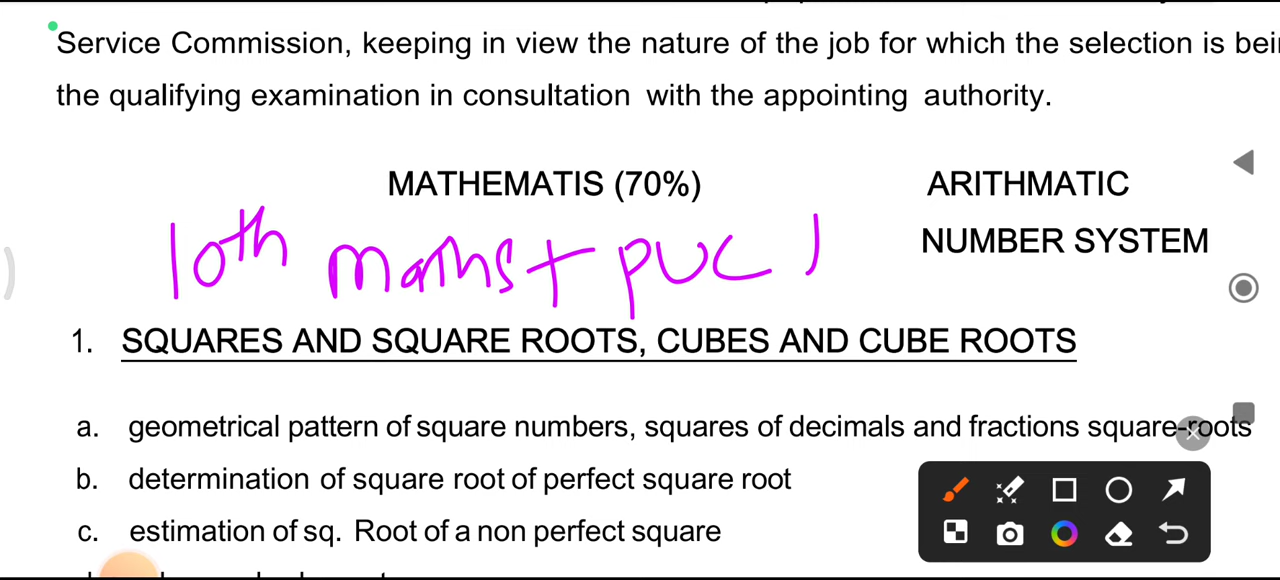 Service Commission, keeping in view the nature of the job for which the selection is bei
the qualifying examination in consultation with the appointing authority.
MATHEMATIS (70%) ARITHMATIC
NUMBER SYSTEM
10th maths + PUC )
1. SQUARES AND SQUARE ROOTS, CUBES AND CUBE ROOTS
a. geometrical pattern of square numbers, squares of decimals and fractions square-roots
b. determination of square root of perfect square root
c. estimation of sq. Root of a non perfect square